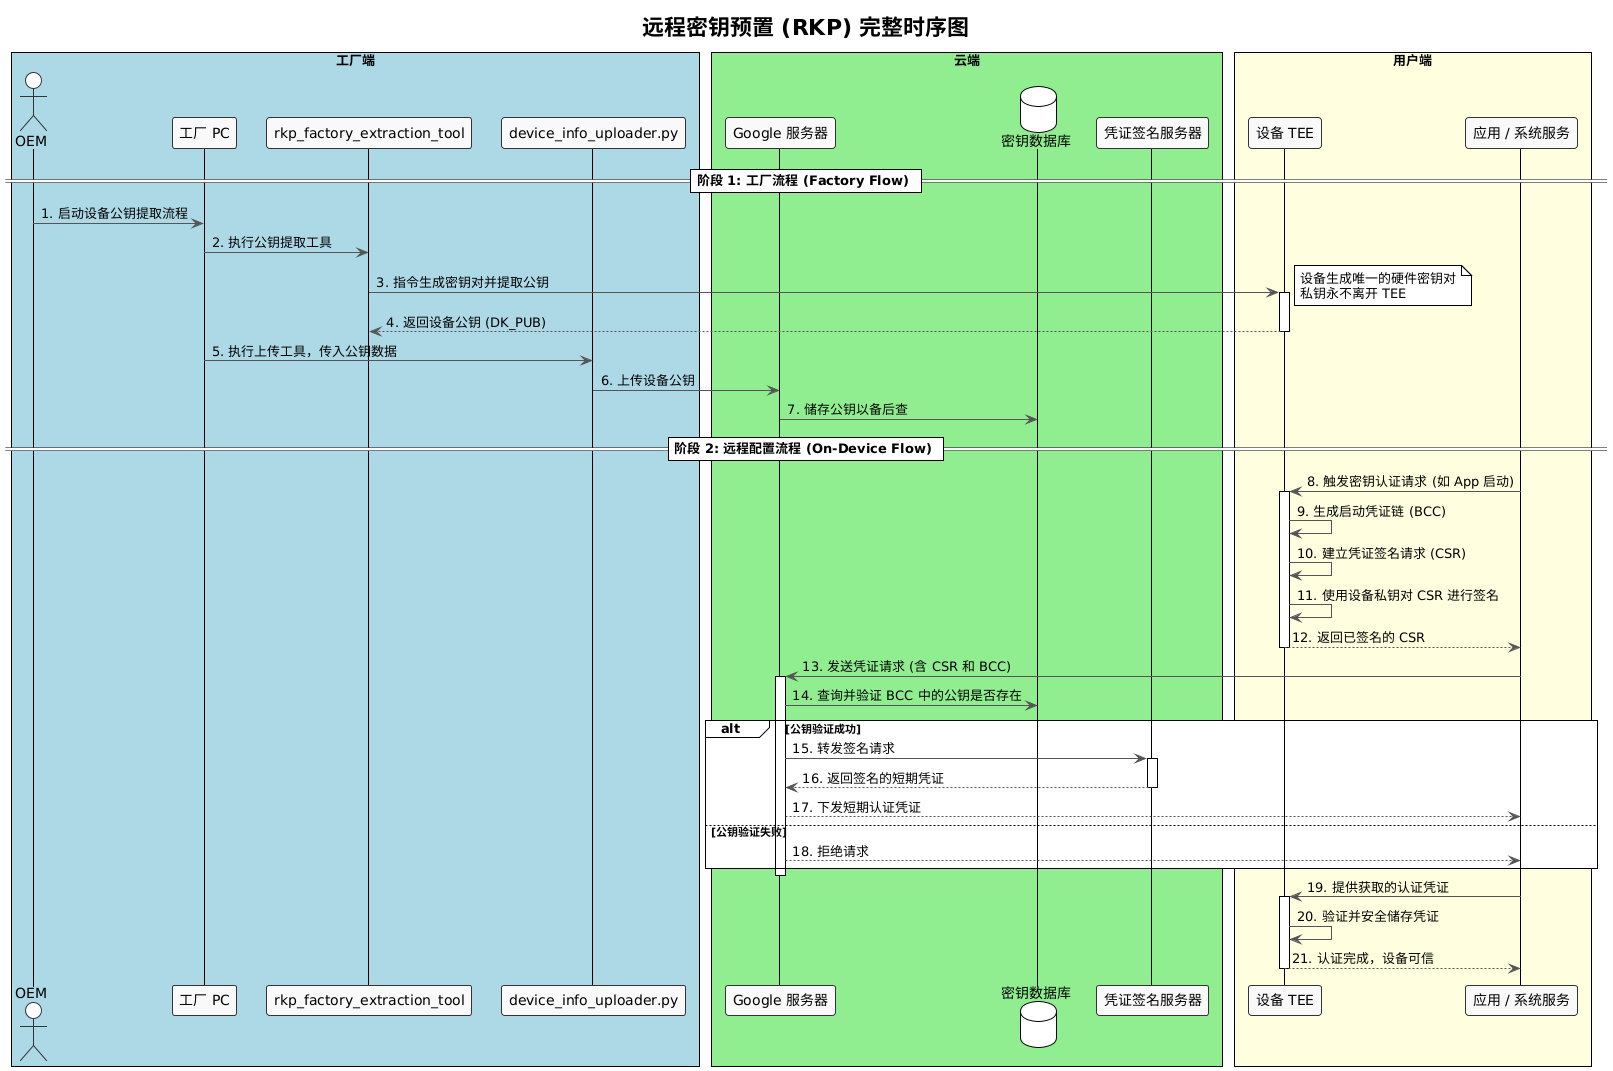 远程密钥预置 (RKP) 完整时序图
工厂端
云端
用户端
OEM
工厂 PC
rkp_factory_extraction_tool
device_info_uploader.py
Google 服务器
密钥数据库
凭证签名服务器
设备 TEE
应用 / 系统服务
阶段 1: 工厂流程 (Factory Flow)
1. 启动设备公钥提取流程
2. 执行公钥提取工具
3. 指令生成密钥对并提取公钥
设备生成唯一的硬件密钥对
私钥永不离开 TEE
4. 返回设备公钥 (DK_PUB)
5. 执行上传工具，传入公钥数据
6. 上传设备公钥
7. 储存公钥以备后查
阶段 2: 远程配置流程 (On-Device Flow)
8. 触发密钥认证请求 (如 App 启动)
9. 生成启动凭证链 (BCC)
10. 建立凭证签名请求 (CSR)
11. 使用设备私钥对 CSR 进行签名
12. 返回已签名的 CSR
13. 发送凭证请求 (含 CSR 和 BCC)
14. 查询并验证 BCC 中的公钥是否存在
alt
[公钥验证成功]
15. 转发签名请求
16. 返回签名的短期凭证
17. 下发短期认证凭证
[公钥验证失败]
18. 拒绝请求
19. 提供获取的认证凭证
20. 验证并安全储存凭证
21. 认证完成，设备可信
OEM
工厂 PC
rkp_factory_extraction_tool
device_info_uploader.py
Google 服务器
密钥数据库
凭证签名服务器
设备 TEE
应用 / 系统服务